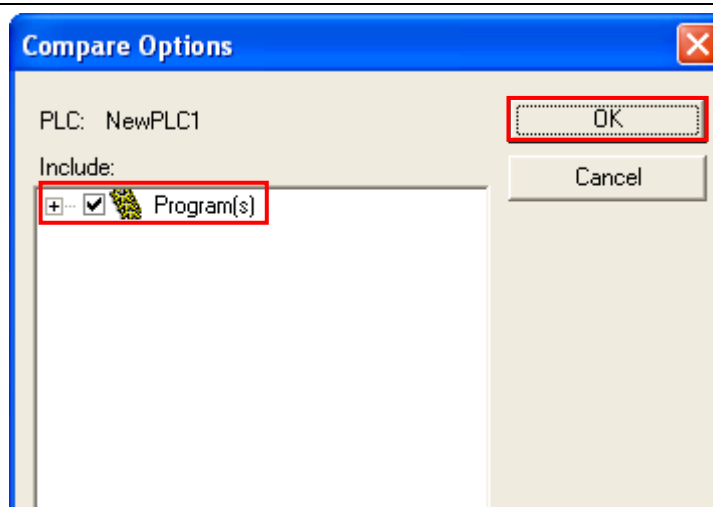 Compare Options
PLC: NewPLC1
OK
Include:
Cancel
Program(s)